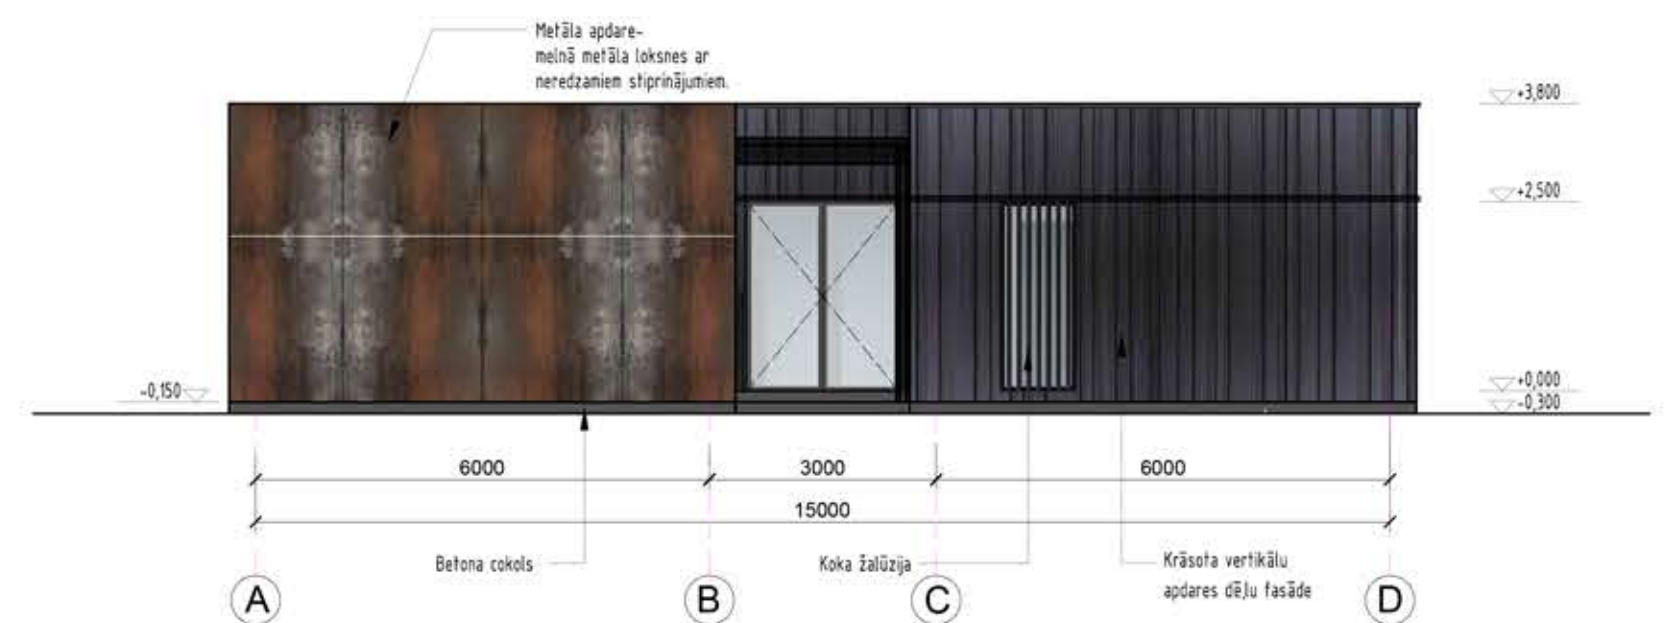 Metāla apdare-
melnā metāla loksnes ar
neredzamiem stiprinājumiem.
+3,800
+2,500
-0,150
+0,000
-0,300
6000
3000
6000
15000
Betona cokols
Koka žalūzija
Krāsota vertikālu
apdares dēļu fasāde
A
B
C
D